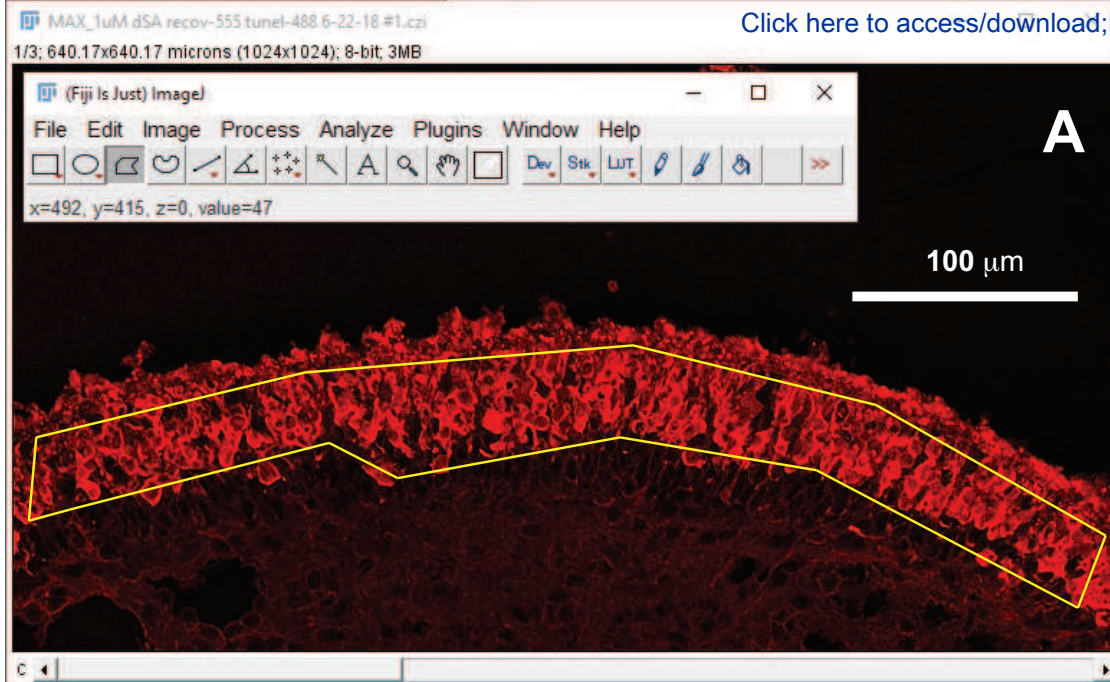 MAX_1uM dSA recov-555 tunel-488 6-22-18 #1.czi
Click here to access/download;
1/3; 640.17x640.17 microns (1024x1024); 8-bit; 3MB
(Fiji Is Just) ImageJ
File Edit Image Process Analyze Plugins Window Help
A
Dev Stk LUT >>
x=492, y=415, z=0, value=47
A
100 μm
C